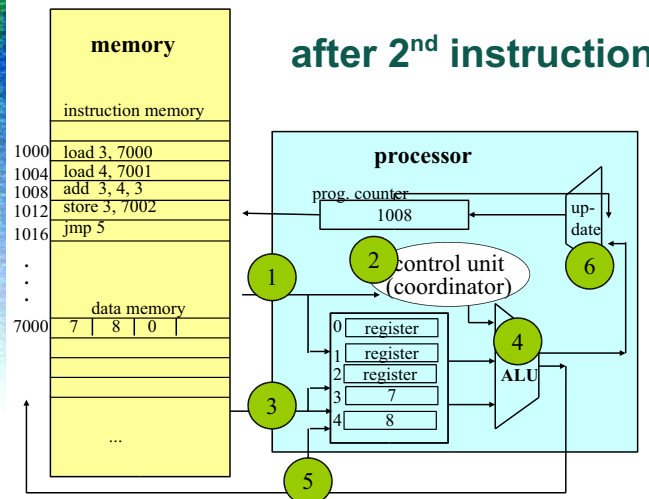 after 2nd instruction
memory
instruction memory
1000 load 3, 7000
1004 load 4, 7001
1008 add 3, 4, 3
1012 store 3, 7002
1016 jmp 5
.
.
.
data memory
7000 7 8 0
...
processor
prog. counter
1008
up-
date
6
1
2
control unit
(coordinator)
0 register
1 register
2 register
3 7
4 8
4
ALU
3
5